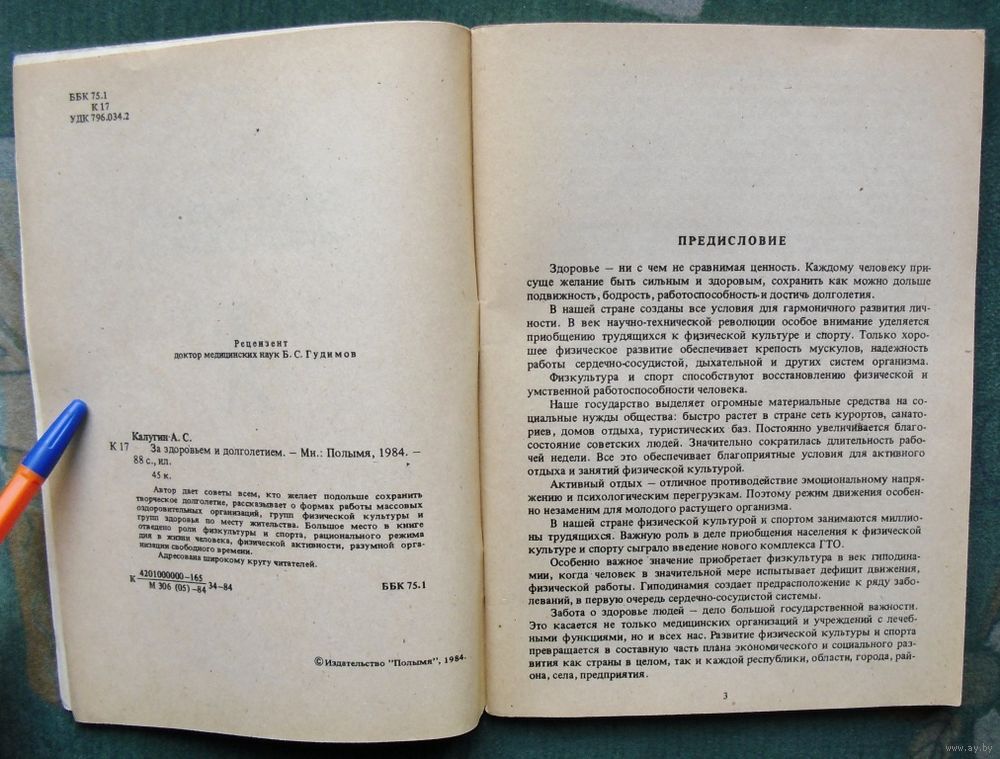 ББК 75.1
К 17
УДК 796.034.2
Рецензент
доктор медицинских наук Б. С. Гудимов
Калугин А. С.
К 17 За здоровьем и долголетием. — Мн.: Полымя, 1984. —
88 с., ил.
45 к.
Автор дает советы всем, кто желает подольше сохранить
творческое долголетие, рассказывает о формах работы массовых
оздоровительных организаций, групп физической культуры и
групп здоровья по месту жительства. Большое место в книге
отведено роли физкультуры и спорта, рационального режима
дня в жизни человека, физической активности, разумной орга-
низации свободного времени.
Адресована широкому кругу читателей.
К 4201000000—165
М 306 (05)—84 34—84
ББК 75.1
© Издательство "Полымя", 1984.
ПРЕДИСЛОВИЕ
Здоровье — ни с чем не сравнимая ценность. Каждому человеку при-
суще желание быть сильным и здоровым, сохранить как можно дольше
подвижность, бодрость, работоспособность и достичь долголетия.
В нашей стране созданы все условия для гармоничного развития лич-
ности. В век научно-технической революции особое внимание уделяется
приобщению трудящихся к физической культуре и спорту. Только хоро-
шее физическое развитие обеспечивает крепость мускулов, надежность
работы сердечно-сосудистой, дыхательной и других систем организма.
Физкультура и спорт способствуют восстановлению физической и
умственной работоспособности человека.
Наше государство выделяет огромные материальные средства на со-
циальные нужды общества: быстро растет в стране сеть курортов, санато-
риев, домов отдыха, туристических баз. Постоянно увеличивается благо-
состояние советских людей. Значительно сократилась длительность рабо-
чей недели. Все это обеспечивает благоприятные условия для активного
отдыха и занятий физической культурой.
Активный отдых — отличное противодействие эмоциональному напря-
жению и психологическим перегрузкам. Поэтому режим движения особен-
но незаменим для молодого растущего организма.
В нашей стране физической культурой и спортом занимаются миллио-
ны трудящихся. Важную роль в деле приобщения населения к физической
культуре и спорту сыграло введение нового комплекса ГТО.
Особенно важное значение приобретает физкультура в век гиподина-
мии, когда человек в значительной мере испытывает дефицит движения,
физической работы. Гиподинамия создает предрасположение к ряду забо-
леваний, в первую очередь сердечно-сосудистой системы.
Забота о здоровье людей — дело большой государственной важности.
Это касается не только медицинских организаций и учреждений с лечеб-
ными функциями, но и всех нас. Развитие физической культуры и спорта
превращается в составную часть плана экономического и социального раз-
вития как страны в целом, так и каждой республики, области, города, рай-
она, села, предприятия.
3
www.ay.by